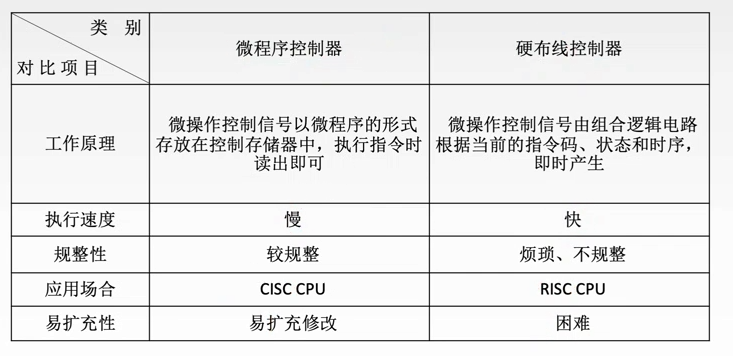 类 别
对比项目
微程序控制器
硬布线控制器
工作原理
微操作控制信号以微程序的形式
存放在控制存储器中，执行指令时
读出即可
微操作控制信号由组合逻辑电路
根据当前的指令码、状态和时序，
即时产生
执行速度
慢
快
规整性
较规整
烦琐、不规整
应用场合
CISC CPU
RISC CPU
易扩充性
易扩充修改
困难